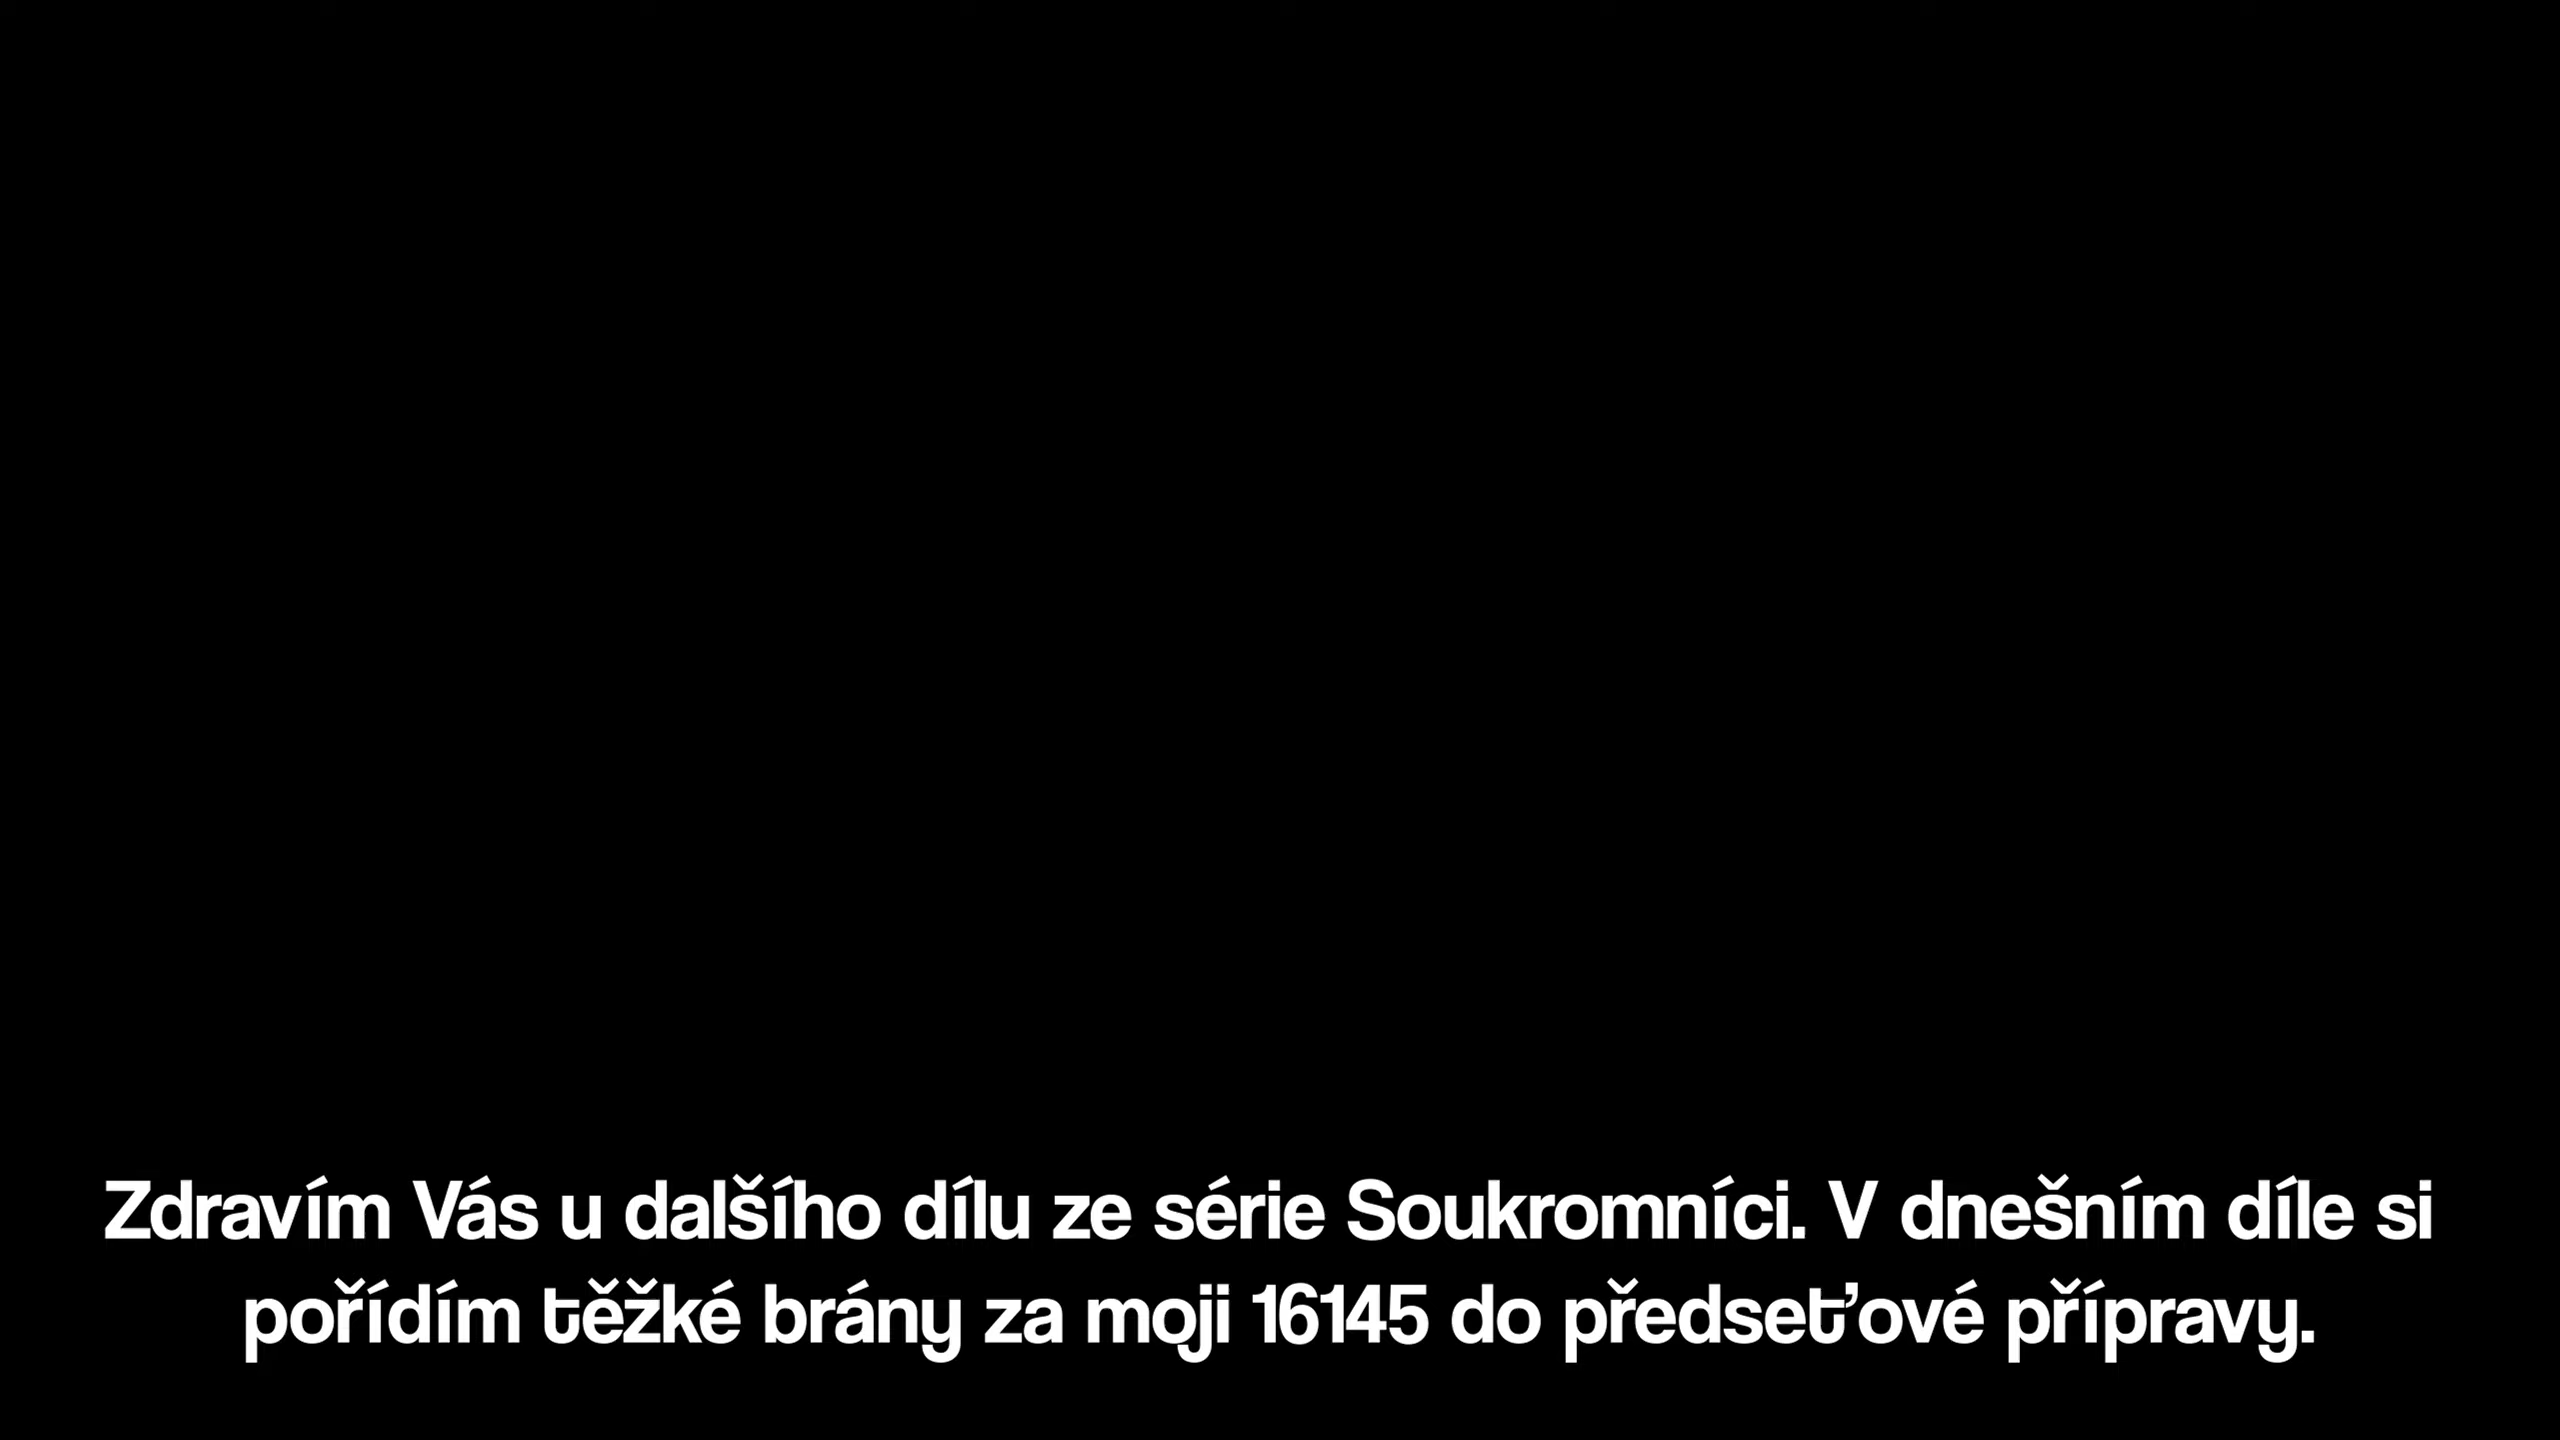 Zdravím Vás u dalšího dílu ze série Soukromníci. V dnešním díle si
pořídím těžké brány za moji 16145 do předseťové přípravy.